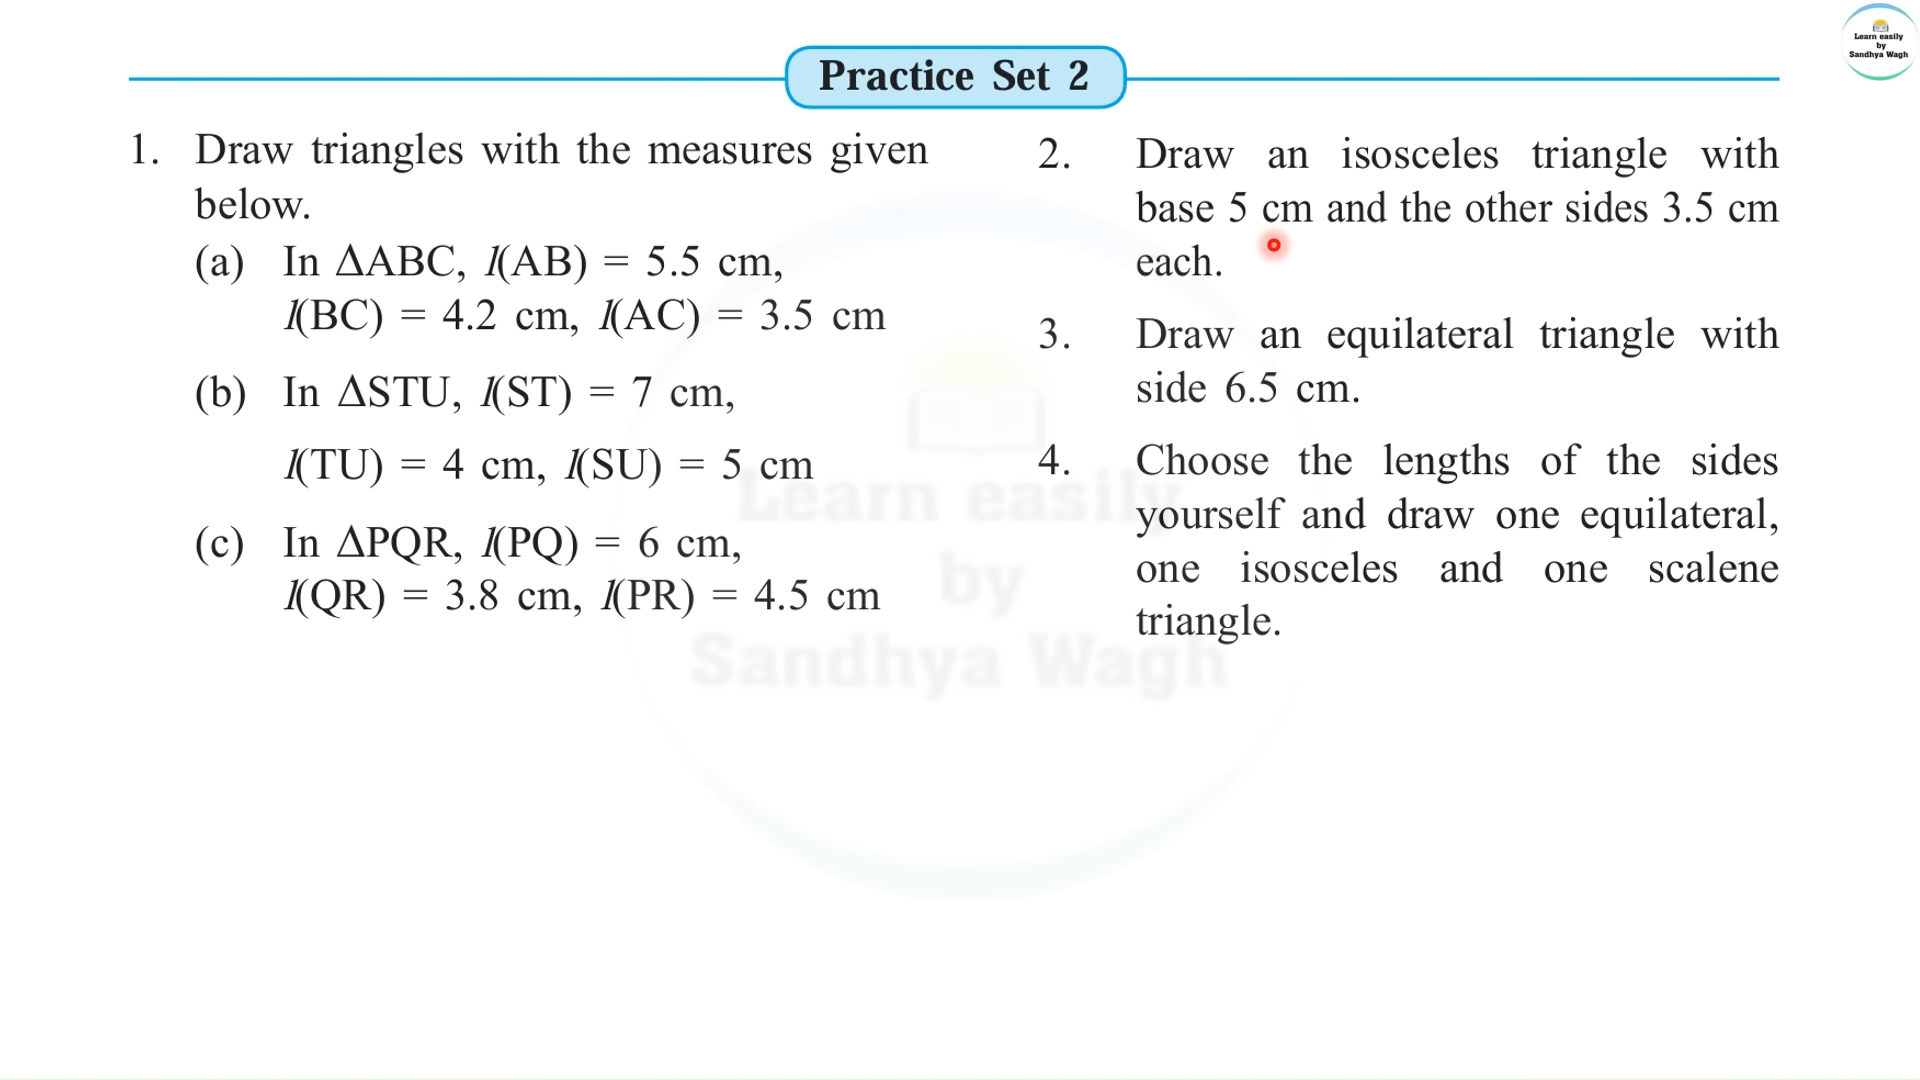 Learn easily
by
Sandhya Wagh
Practice Set 2
1. Draw triangles with the measures given
below.
(a) In ΔABC, l(AB) = 5.5 cm,
l(BC) = 4.2 cm, l(AC) = 3.5 cm
(b) In ΔSTU, l(ST) = 7 cm,
l(TU) = 4 cm, l(SU) = 5 cm
(c) In ΔPQR, l(PQ) = 6 cm,
l(QR) = 3.8 cm, l(PR) = 4.5 cm
2. Draw an isosceles triangle with
base 5 cm and the other sides 3.5 cm
each.
3. Draw an equilateral triangle with
side 6.5 cm.
4. Choose the lengths of the sides
yourself and draw one equilateral,
one isosceles and one scalene
triangle.
Learn easily
by
Sandhya Wagh